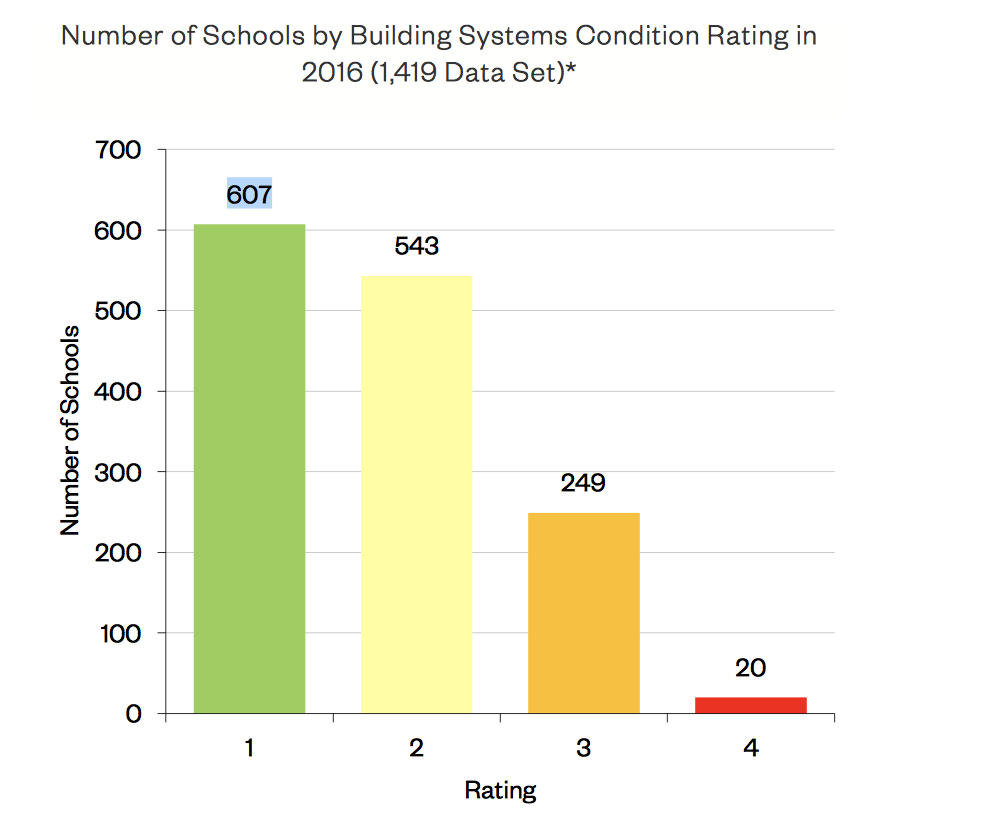 Number of Schools by Building Systems Condition Rating in
2016 (1,419 Data Set)*
700
607
600
543
500
400
300
249
200
100
20
0
Number of Schools
1 2 3 4
Rating